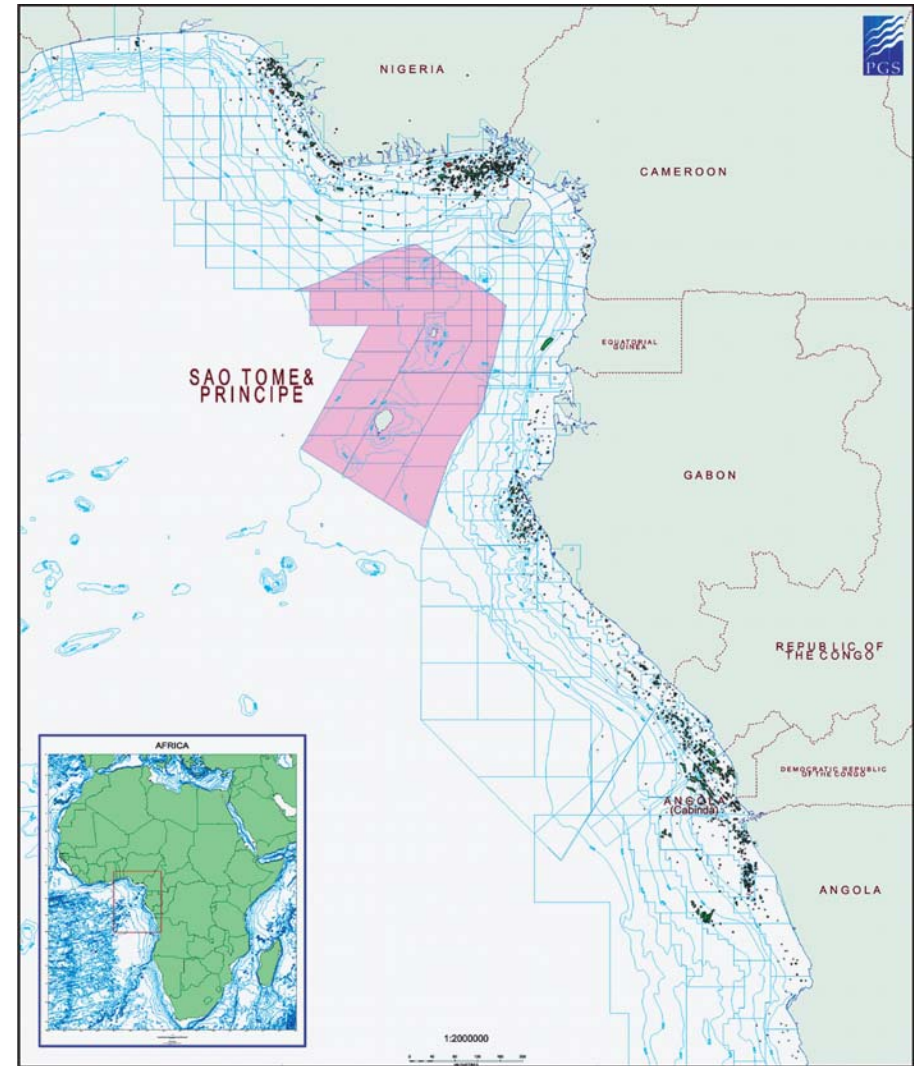 PGS
NIGERIA
CAMEROON
EQUATORIAL
GUINEA
SAO TOME&
PRINCIPE
GABON
REPUBLIC OF
THE CONGO
DEMOCRATIC REPUBLIC
OF THE CONGO
ANGOLA
(Cabinda)
ANGOLA
AFRICA
1:2000000